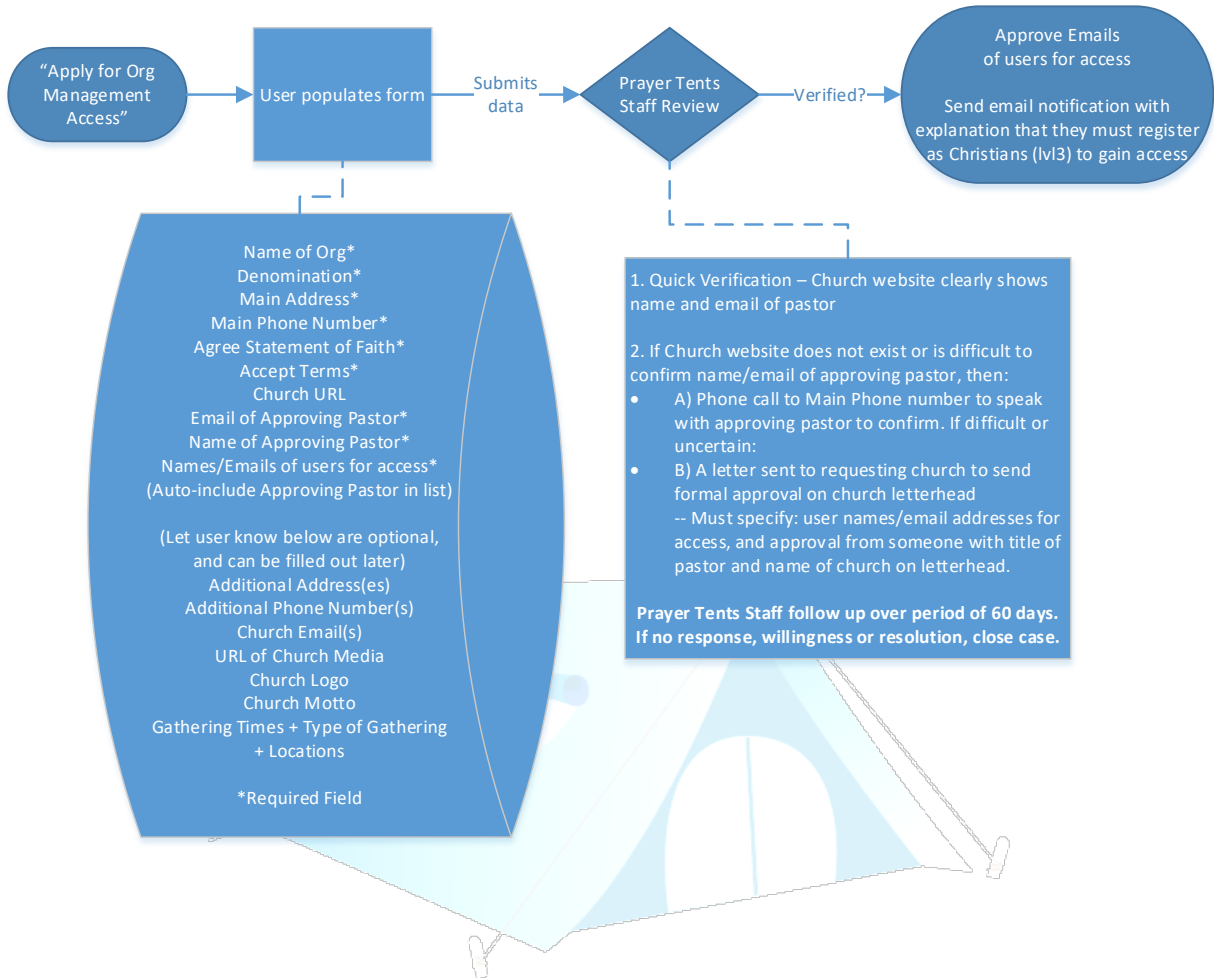 “Apply for Org
Management
Access”
User populates form
Submits
data
Prayer Tents
Staff Review
Verified?
Approve Emails
of users for access
Send email notification with
explanation that they must register
as Christians (lvl3) to gain access
Name of Org*
Denomination*
Main Address*
Main Phone Number*
Agree Statement of Faith*
Accept Terms*
Church URL
Email of Approving Pastor*
Name of Approving Pastor*
Names/Emails of users for access*
(Auto-include Approving Pastor in list)
(Let user know below are optional,
and can be filled out later)
Additional Address(es)
Additional Phone Number(s)
Church Email(s)
URL of Church Media
Church Logo
Church Motto
Gathering Times + Type of Gathering
+ Locations
*Required Field
1. Quick Verification – Church website clearly shows
name and email of pastor
2. If Church website does not exist or is difficult to
confirm name/email of approving pastor, then:
• A) Phone call to Main Phone number to speak
with approving pastor to confirm. If difficult or
uncertain:
• B) A letter sent to requesting church to send
formal approval on church letterhead
-- Must specify: user names/email addresses for
access, and approval from someone with title of
pastor and name of church on letterhead.
Prayer Tents Staff follow up over period of 60 days.
If no response, willingness or resolution, close case.